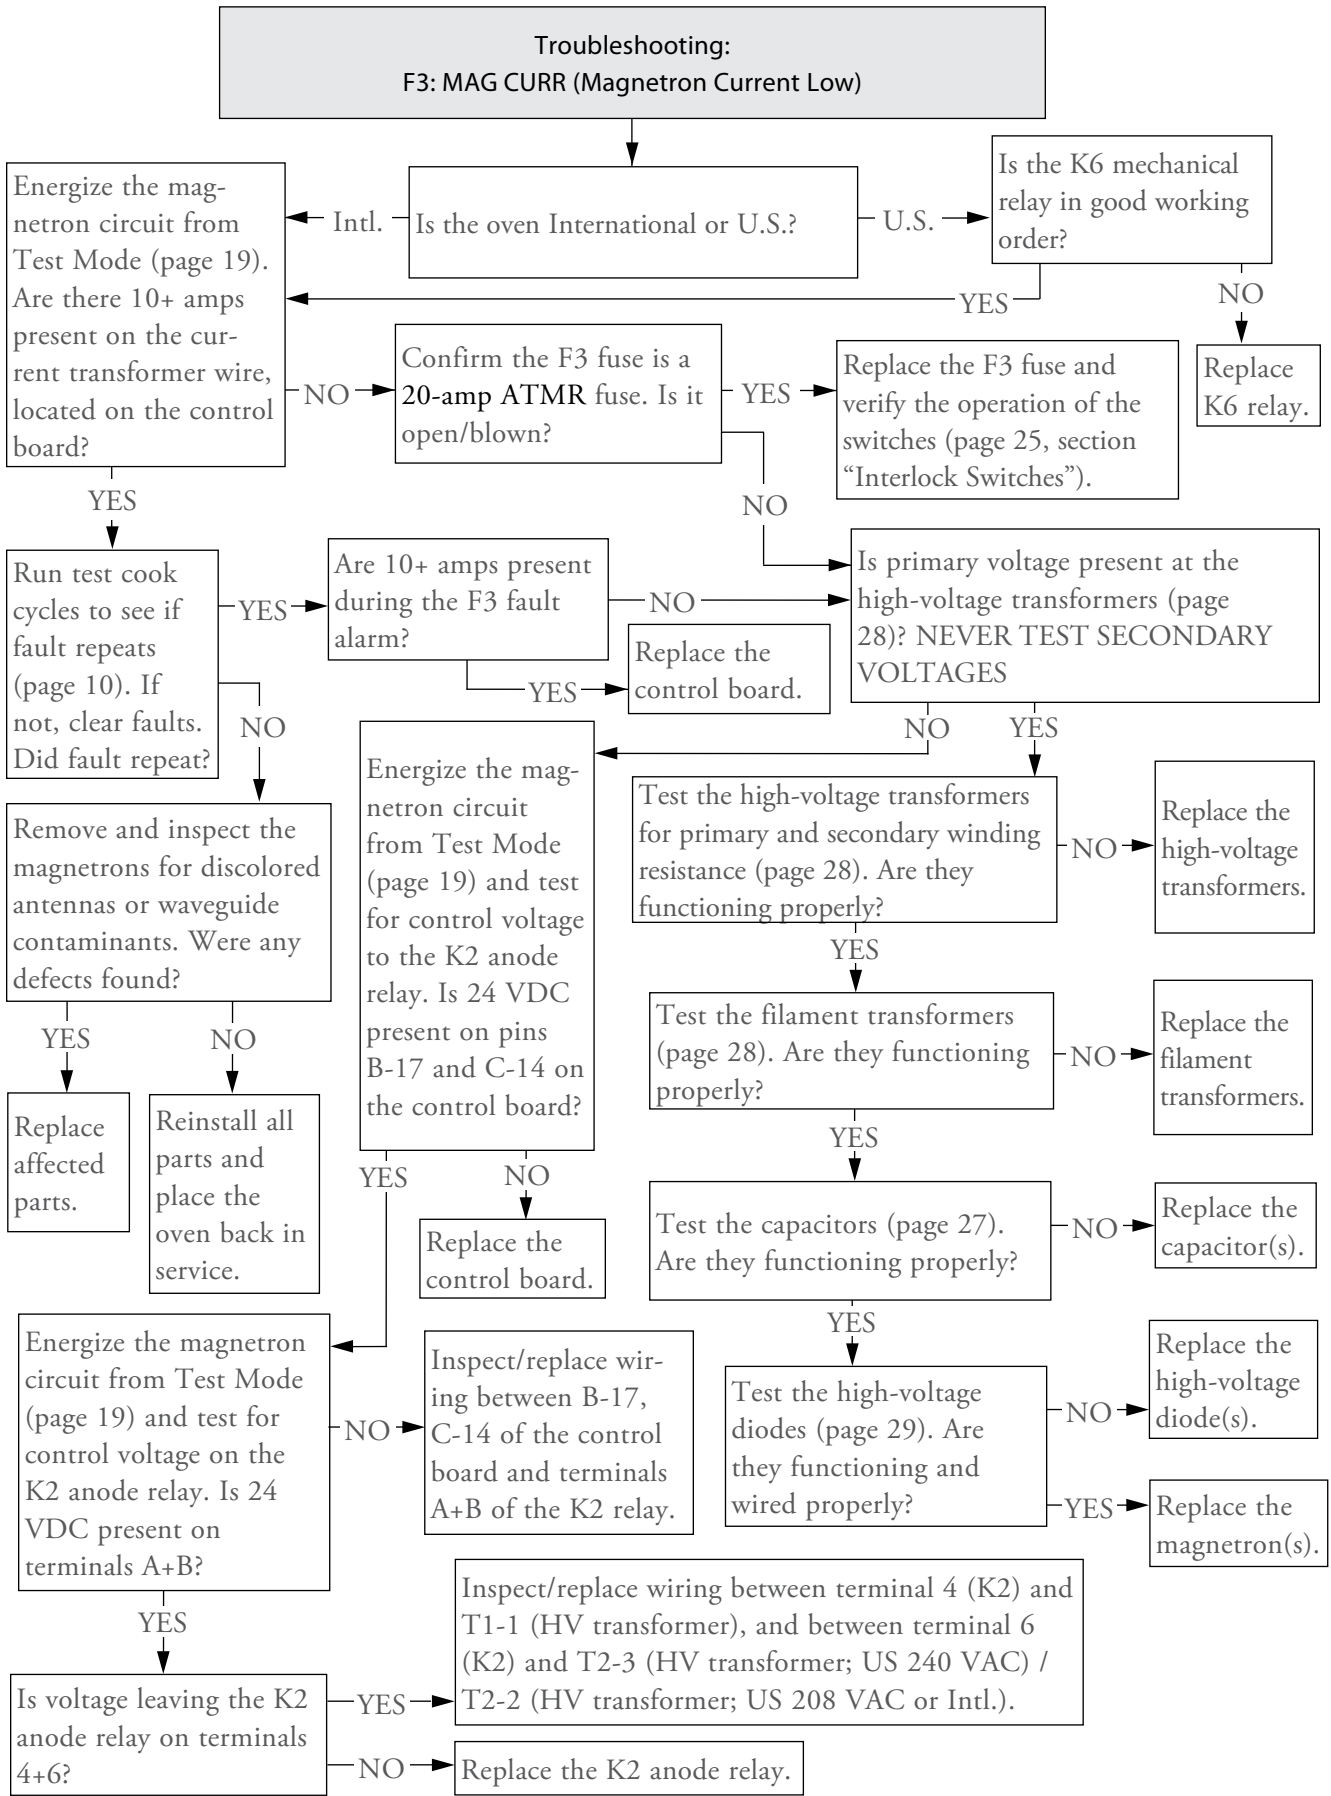 Troubleshooting:
F3: MAG CURR (Magnetron Current Low)
Energize the mag-
netron circuit from
Test Mode (page 19).
Are there 10+ amps
present on the cur-
rent transformer wire,
located on the control
board?
Intl.
Is the oven International or U.S.?
U.S.
Is the K6 mechanical
relay in good working
order?
YES
NO
Replace
K6 relay.
NO
Confirm the F3 fuse is a
20-amp ATMR fuse. Is it
open/blown?
YES
Replace the F3 fuse and
verify the operation of the
switches (page 25, section
“Interlock Switches”).
NO
YES
Run test cook
cycles to see if
fault repeats
(page 10). If
not, clear faults.
Did fault repeat?
YES
Are 10+ amps present
during the F3 fault
alarm?
NO
YES
Replace the
control board.
Is primary voltage present at the
high-voltage transformers (page
28)? NEVER TEST SECONDARY
VOLTAGES
NO
YES
NO
Remove and inspect the
magnetrons for discolored
antennas or waveguide
contaminants. Were any
defects found?
YES
NO
Replace
affected
parts.
Reinstall all
parts and
place the
oven back in
service.
Energize the mag-
netron circuit
from Test Mode
(page 19) and test
for control voltage
to the K2 anode
relay. Is 24 VDC
present on pins
B-17 and C-14 on
the control board?
YES
NO
Replace the
control board.
Test the high-voltage transformers
for primary and secondary winding
resistance (page 28). Are they
functioning properly?
NO
Replace the
high-voltage
transformers.
YES
Test the filament transformers
(page 28). Are they functioning
properly?
NO
Replace the
filament
transformers.
YES
Test the capacitors (page 27).
Are they functioning properly?
NO
Replace the
capacitor(s).
YES
Test the high-voltage
diodes (page 29). Are
they functioning and
wired properly?
NO
Replace the
high-voltage
diode(s).
YES
Replace the
magnetron(s).
Energize the magnetron
circuit from Test Mode
(page 19) and test for
control voltage on the
K2 anode relay. Is 24
VDC present on
terminals A+B?
NO
Inspect/replace wir-
ing between B-17,
C-14 of the control
board and terminals
A+B of the K2 relay.
YES
Is voltage leaving the K2
anode relay on terminals
4+6?
YES
Inspect/replace wiring between terminal 4 (K2) and
T1-1 (HV transformer), and between terminal 6
(K2) and T2-3 (HV transformer; US 240 VAC) /
T2-2 (HV transformer; US 208 VAC or Intl.).
NO
Replace the K2 anode relay.